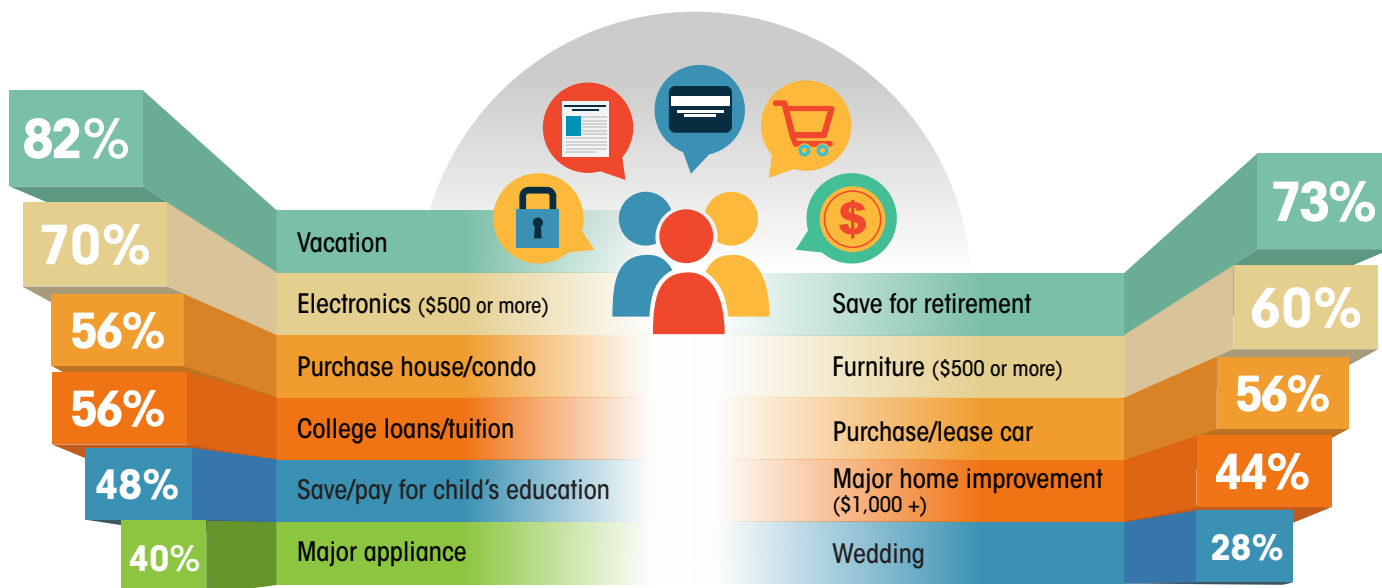 82%
Vacation
70%
Electronics ($500 or more)
56%
Purchase house/condo
56%
College loans/tuition
48%
Save/pay for child's education
40%
Major appliance
$
73%
Save for retirement
60%
Furniture ($500 or more)
56%
Purchase/lease car
44%
Major home improvement
($1,000 +)
28%
Wedding